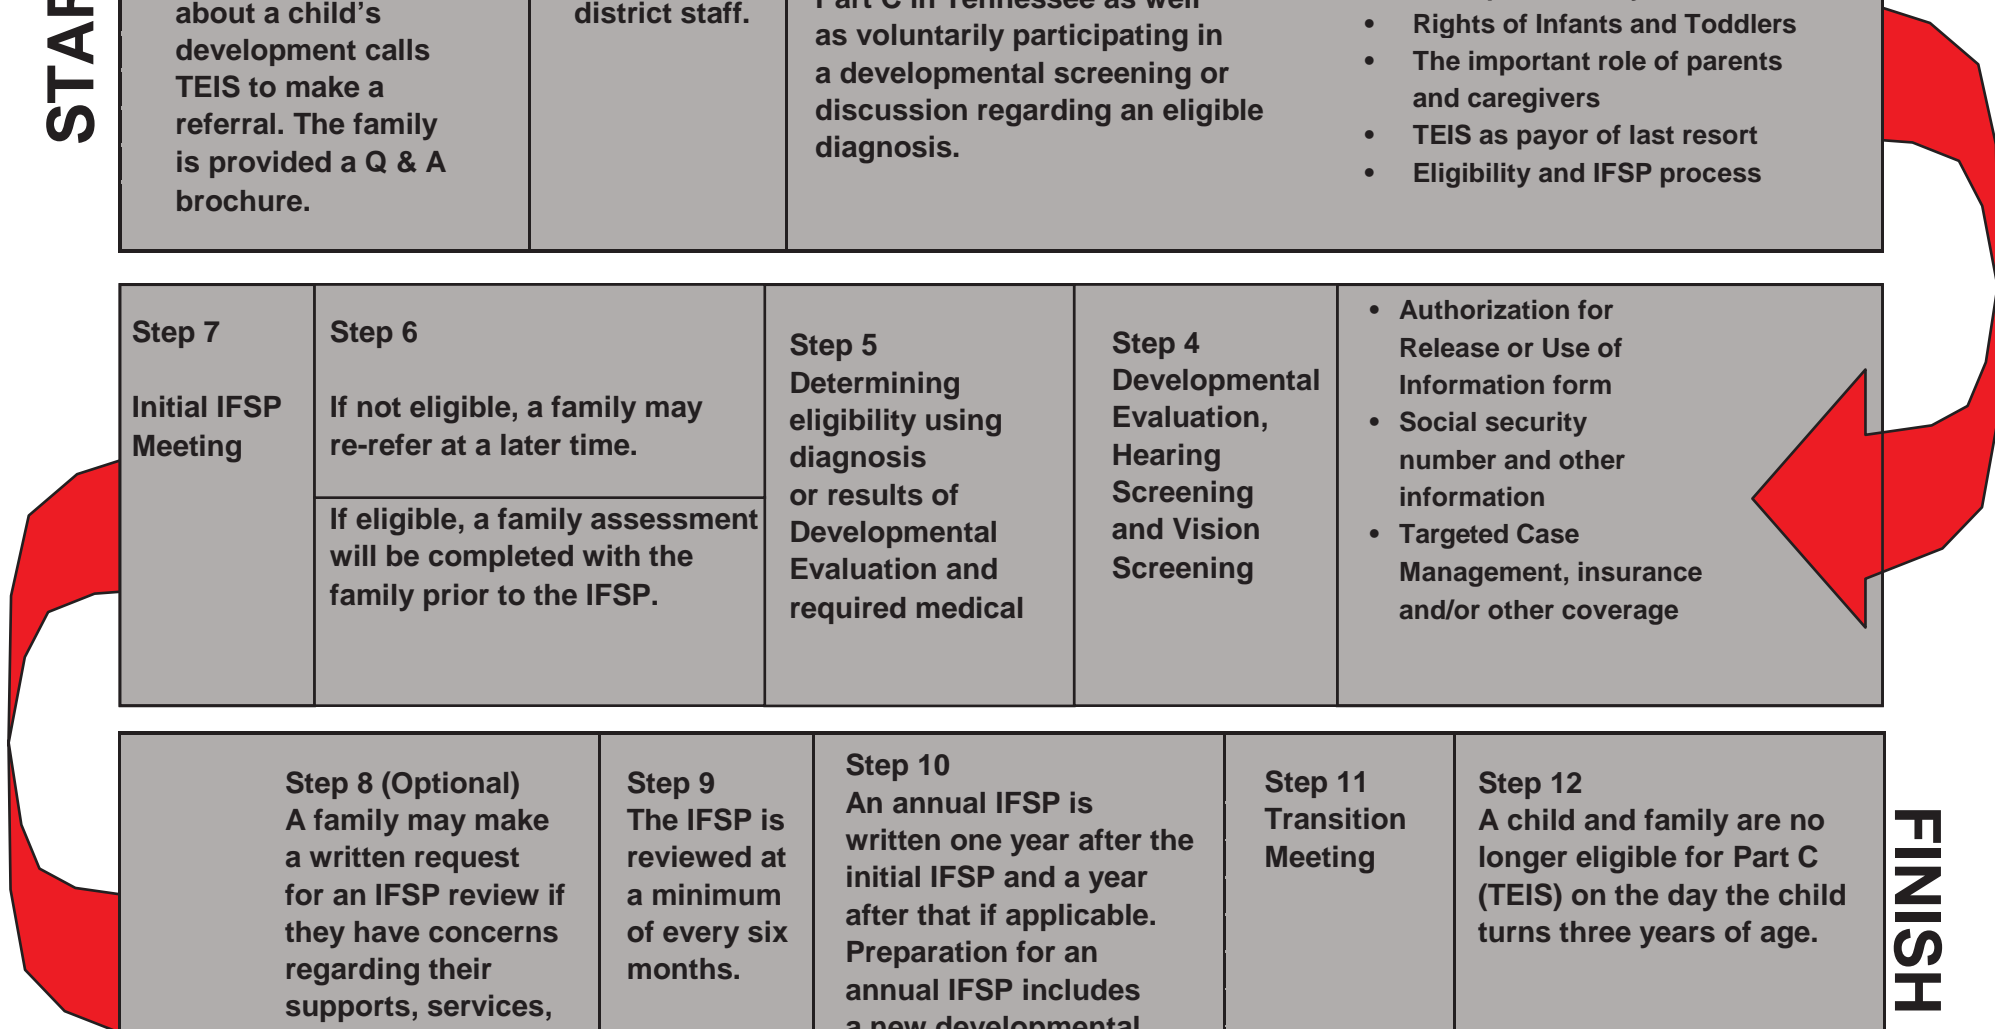 about a child's
development calls
TEIS to make a
referral. The family
is provided a Q & A
brochure.
district staff.
Part C in Tennessee as well
as voluntarily participating in
a developmental screening or
discussion regarding an eligible
diagnosis.
• Rights of Infants and Toddlers
• The important role of parents
and caregivers
• TEIS as payor of last resort
• Eligibility and IFSP process
• Authorization for
Release or Use of
Information form
• Social security
number and other
information
• Targeted Case
Management, insurance
and/or other coverage
Step 4
Developmental
Evaluation,
Hearing
Screening
and Vision
Screening
Step 5
Determining
eligibility using
diagnosis
or results of
Developmental
Evaluation and
required medical
Step 6
If not eligible, a family may
re-refer at a later time.
If eligible, a family assessment
will be completed with the
family prior to the IFSP.
Step 7
Initial IFSP
Meeting
Step 8 (Optional)
A family may make
a written request
for an IFSP review if
they have concerns
regarding their
supports, services,
Step 9
The IFSP is
reviewed at
a minimum
of every six
months.
Step 10
An annual IFSP is
written one year after the
initial IFSP and a year
after that if applicable.
Preparation for an
annual IFSP includes
a new developmental
Step 11
Transition
Meeting
Step 12
A child and family are no
longer eligible for Part C
(TEIS) on the day the child
turns three years of age.
FINISH